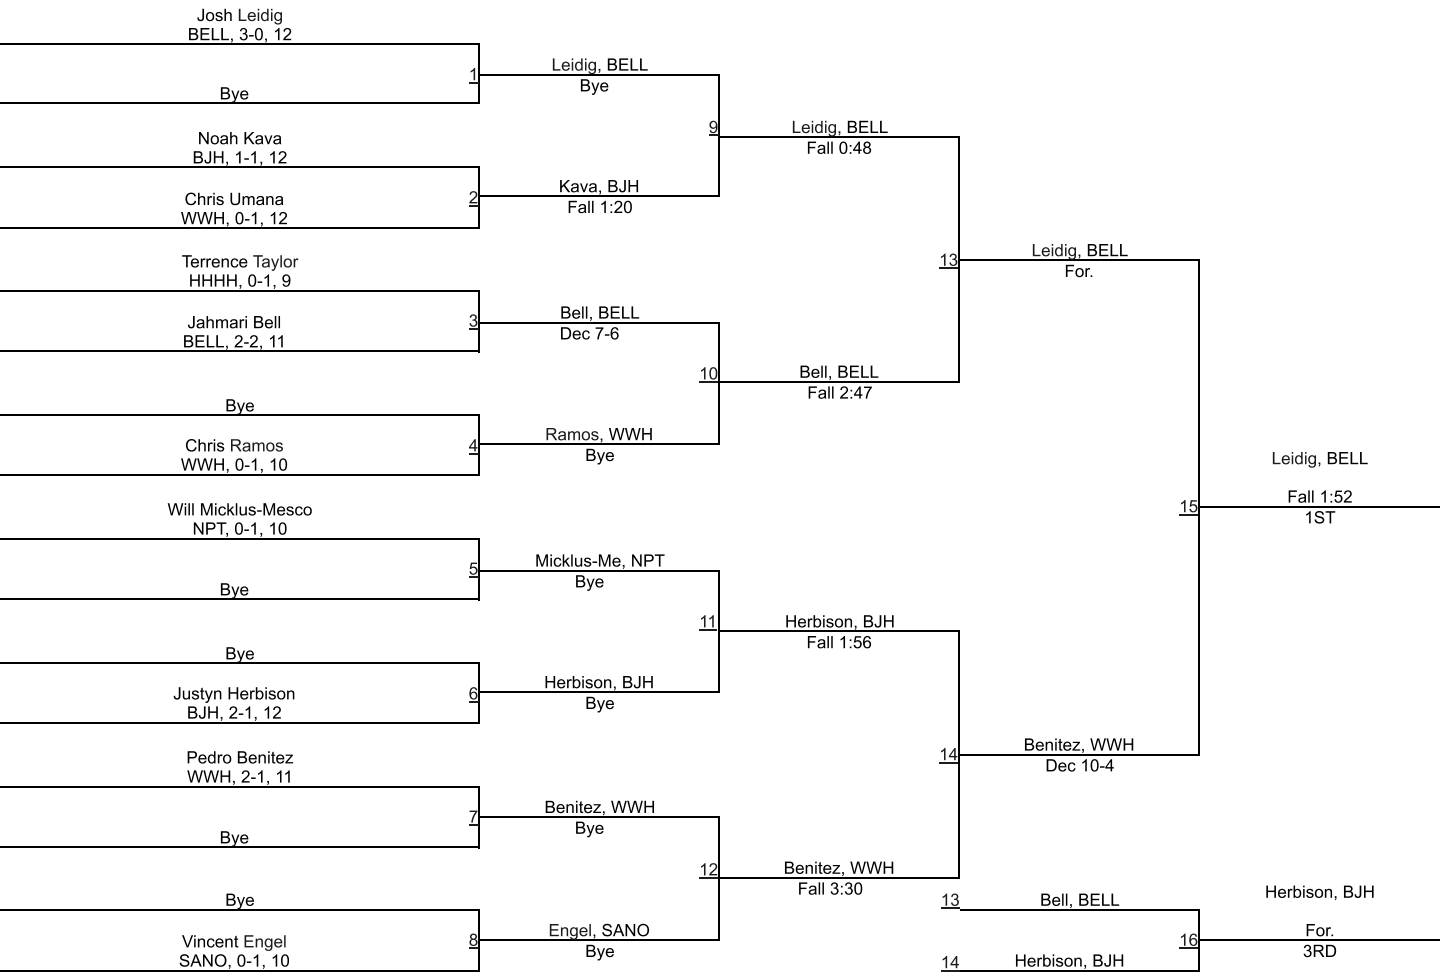 Josh Leidig
BELL, 3-0, 12
1
Bye
Noah Kava
BJH, 1-1, 12
2
Chris Umana
WWH, 0-1, 12
Terrence Taylor
HHHH, 0-1, 9
3
Jahmari Bell
BELL, 2-2, 11
Bye
4
Chris Ramos
WWH, 0-1, 10
Will Micklus-Mesco
NPT, 0-1, 10
5
Bye
Bye
6
Justyn Herbison
BJH, 2-1, 12
Pedro Benitez
WWH, 2-1, 11
7
Bye
Bye
8
Vincent Engel
SANO, 0-1, 10
Leidig, BELL
Bye
9
Kava, BJH
Fall 1:20
Bell, BELL
Dec 7-6
10
Ramos, WWH
Bye
Micklus-Me, NPT
Bye
11
Herbison, BJH
Bye
Benitez, WWH
Bye
12
Engel, SANO
Bye
Leidig, BELL
Fall 0:48
13
Bell, BELL
Fall 2:47
Herbison, BJH
Fall 1:56
14
Benitez, WWH
Fall 3:30
Leidig, BELL
For.
15
Benitez, WWH
Dec 10-4
Leidig, BELL
Fall 1:52
1ST
13
Bell, BELL
16
14
Herbison, BJH
Herbison, BJH
For.
3RD